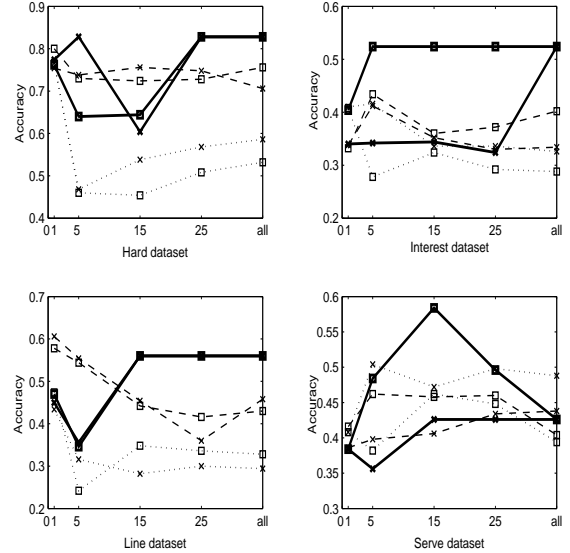 0.9
0.8
0.7
0.6
0.5
0.4
Accuracy
01 5 15 25 all
Hard dataset
0.6
0.5
0.4
0.3
0.2
Accuracy
01 5 15 25 all
Interest dataset
0.7
0.6
0.5
0.4
0.3
0.2
Accuracy
01 5 15 25 all
Line dataset
0.6
0.55
0.5
0.45
0.4
0.35
0.3
Accuracy
01 5 15 25 all
Serve dataset